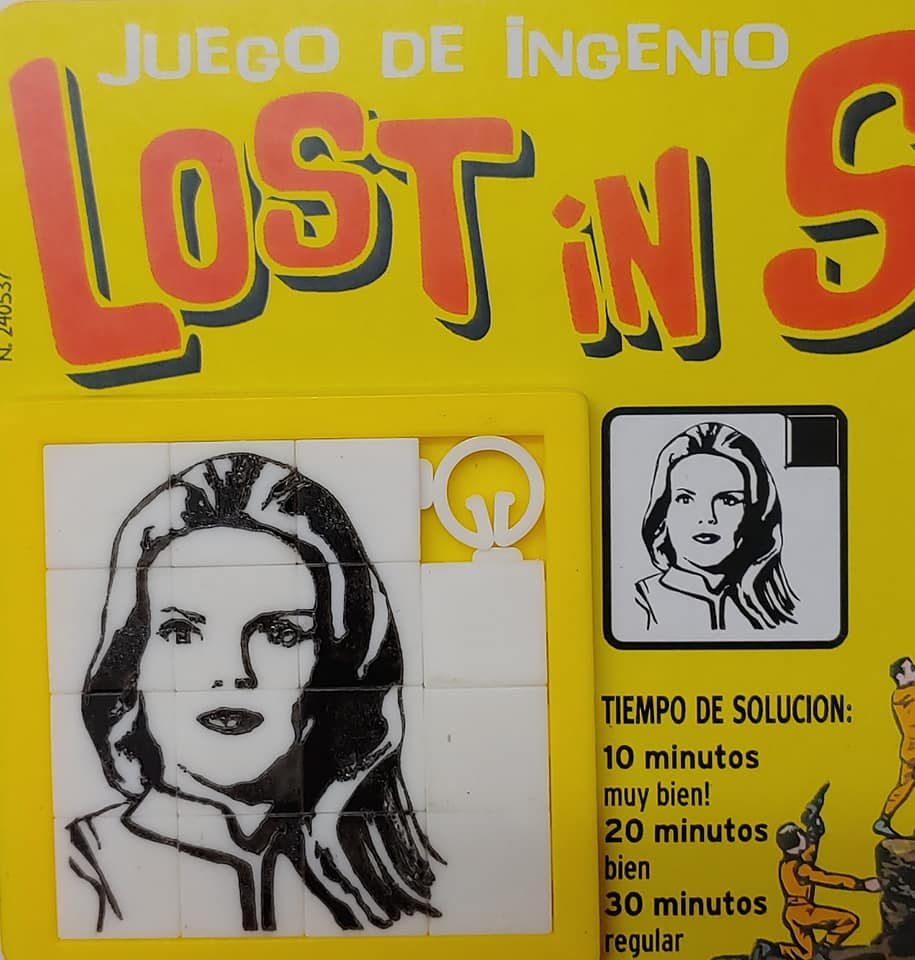 JUEGO DE INGENIO
LOST IN S
N. 240537
TIEMPO DE SOLUCION:
10 minutos
muy bien!
20 minutos
bien
30 minutos
regular